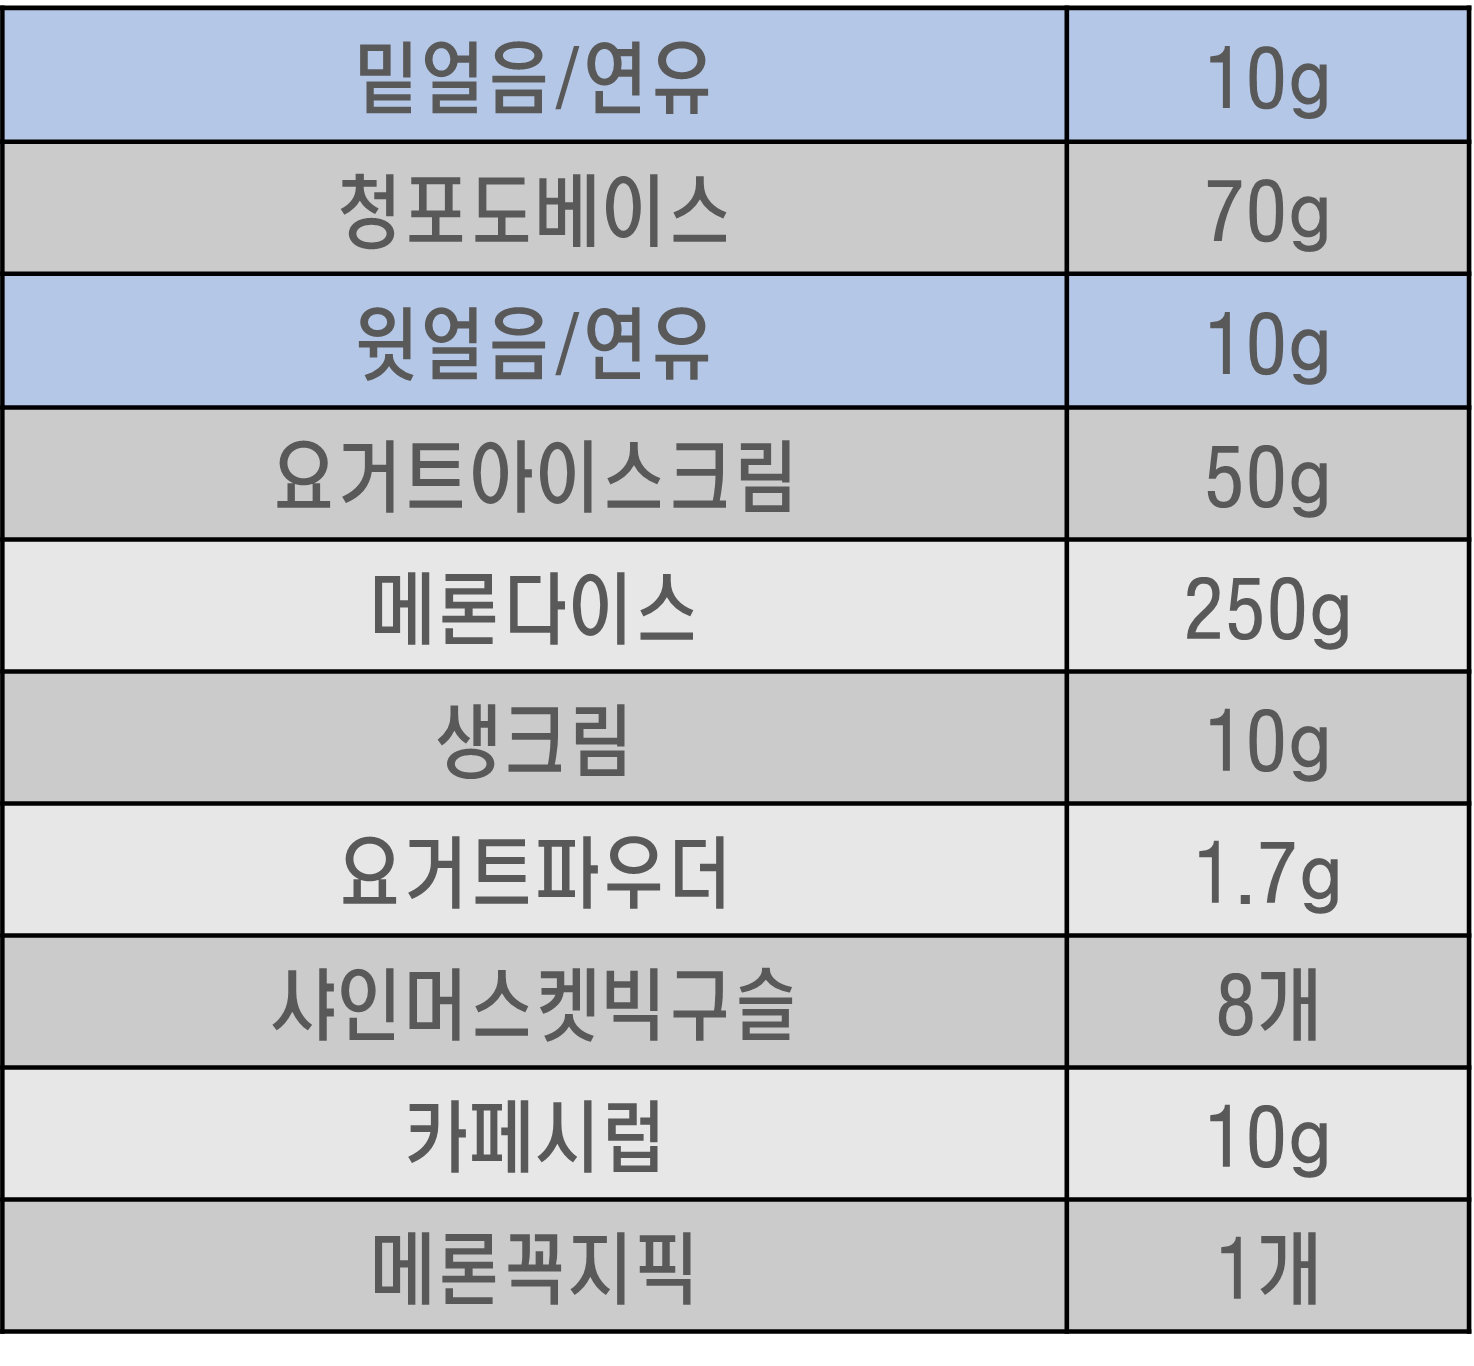 밑얼음/연유 10g
청포도베이스 70g
윗얼음/연유 10g
요거트아이스크림 50g
메론다이스 250g
생크림 10g
요거트파우더 1.7g
샤인머스켓빅구슬 8개
카페시럽 10g
메론꼭지픽 1개